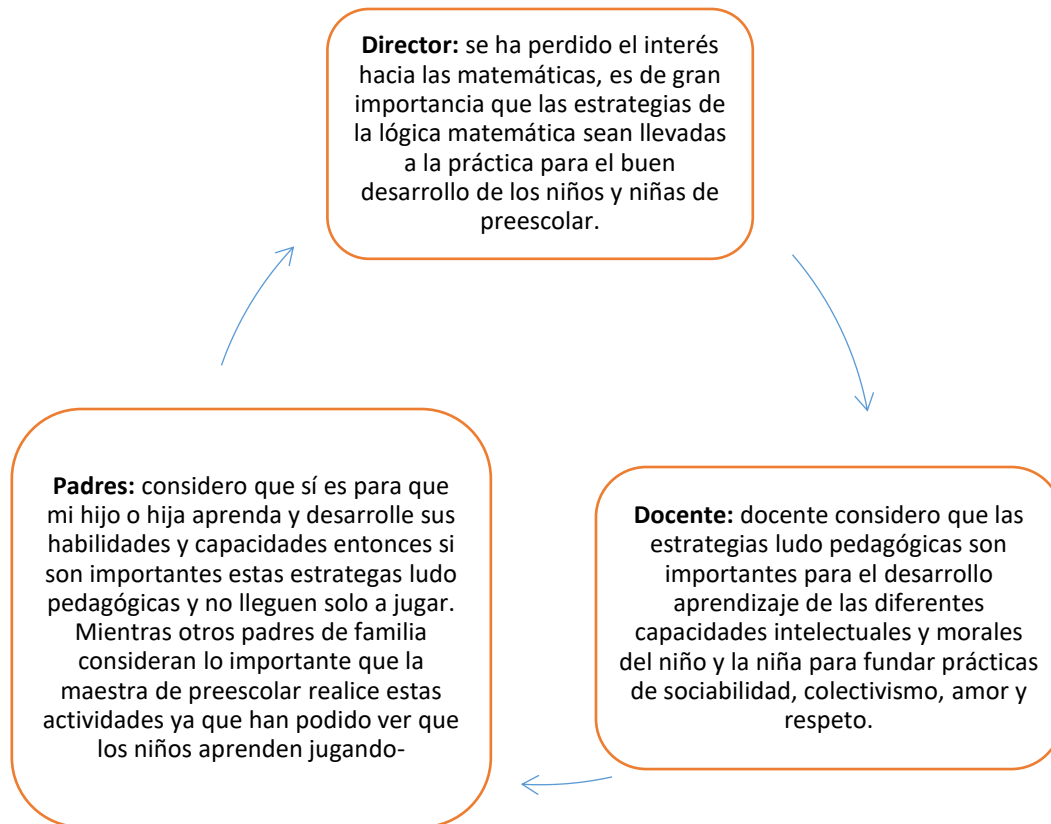 Director: se ha perdido el interés
hacia las matemáticas, es de gran
importancia que las estrategias de
la lógica matemática sean llevadas
a la práctica para el buen
desarrollo de los niños y niñas de
preescolar.
Padres: considero que sí es para que
mi hijo o hija aprenda y desarrolle sus
habilidades y capacidades entonces si
son importantes estas estrategas ludo
pedagógicas y no lleguen solo a jugar.
Mientras otros padres de familia
consideran lo importante que la
maestra de preescolar realice estas
actividades ya que han podido ver que
los niños aprenden jugando-
Docente: docente considero que las
estrategias ludo pedagógicas son
importantes para el desarrollo
aprendizaje de las diferentes
capacidades intelectuales y morales
del niño y la niña para fundar prácticas
de sociabilidad, colectivismo, amor y
respeto.